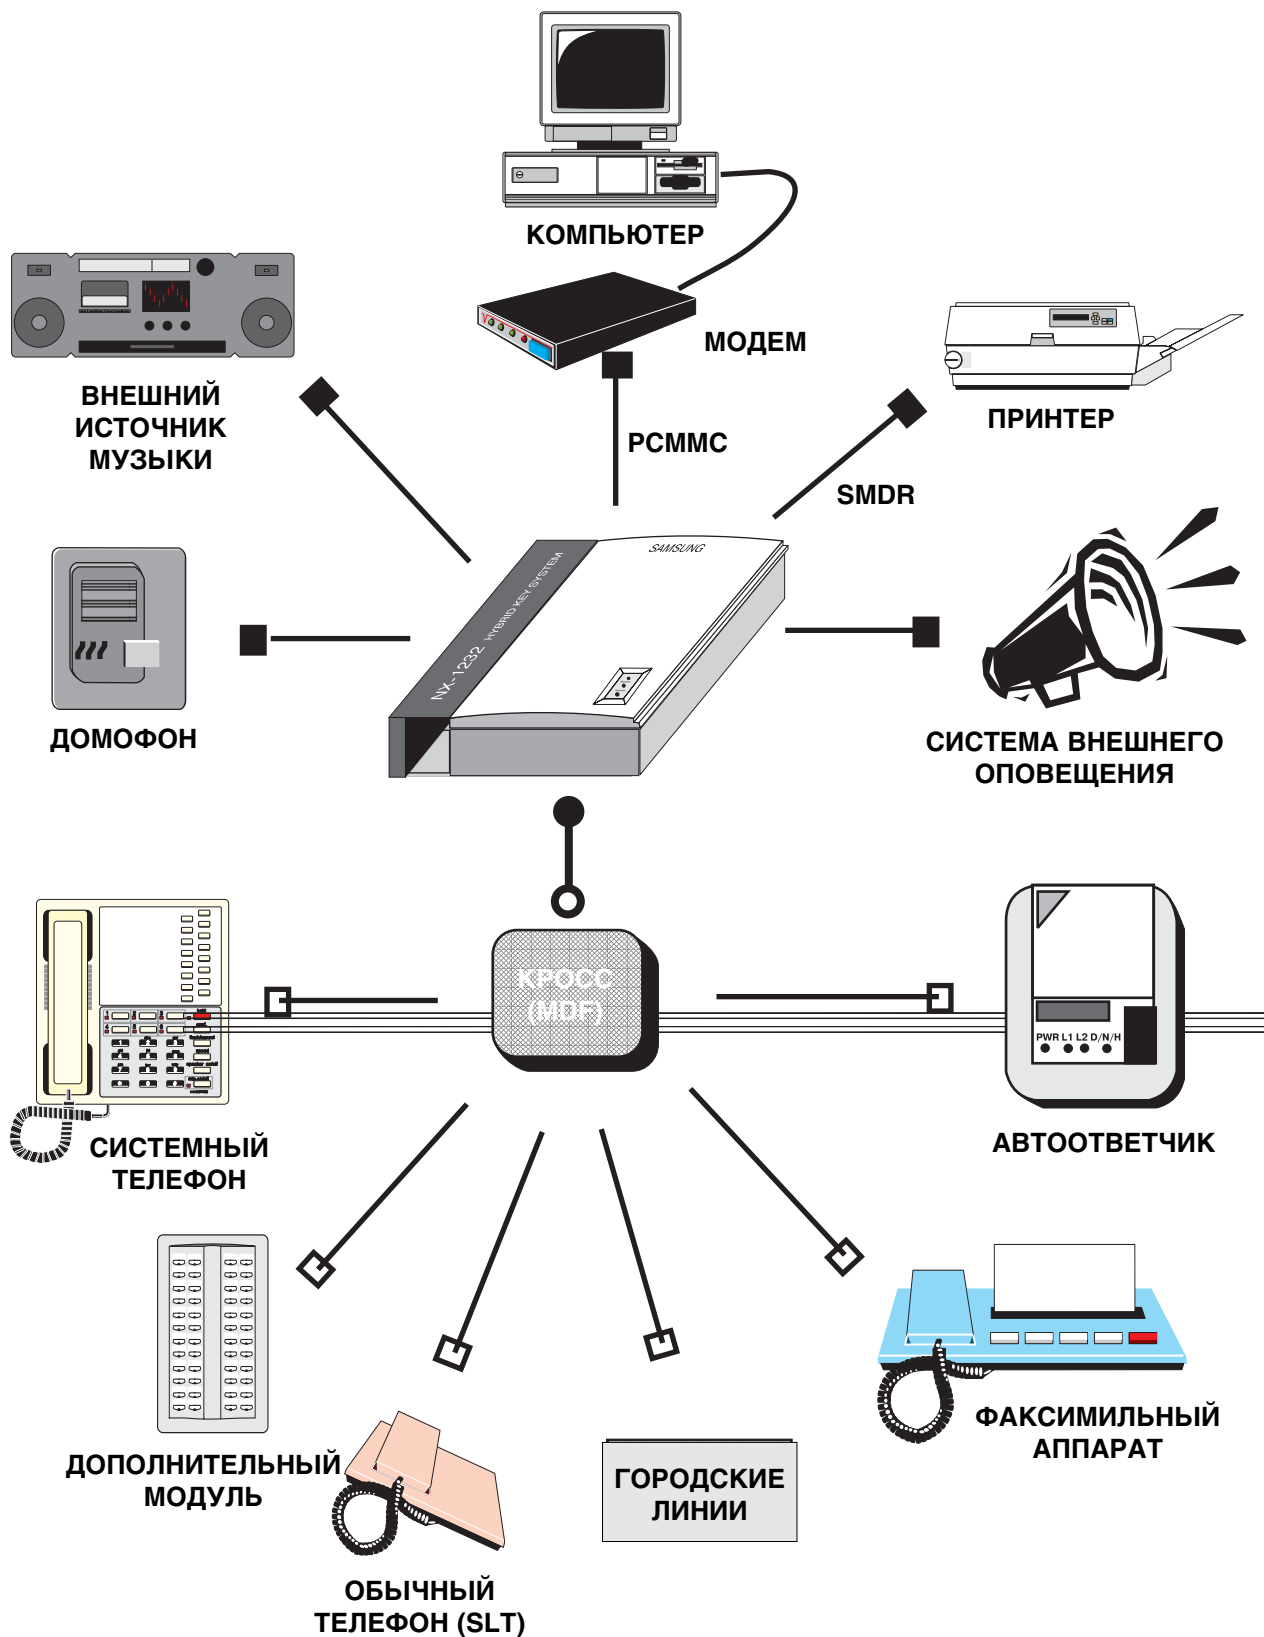 КОМПЬЮТЕР
МОДЕМ
ВНЕШНИЙ
ИСТОЧНИК
МУЗЫКИ
ПРИНТЕР
PCMMC
SMDR
SAMSUNG
NX-1232 HYBRID KEY SYSTEM
ДОМОФОН
СИСТЕМА ВНЕШНЕГО
ОПОВЕЩЕНИЯ
КРОСС
(MDF)
PWR L1 L2 D/N/H
СИСТЕМНЫЙ
ТЕЛЕФОН
АВТООТВЕТЧИК
ДОПОЛНИТЕЛЬНЫЙ
МОДУЛЬ
ФАКСИМИЛЬНЫЙ
АППАРАТ
ГОРОДСКИЕ
ЛИНИИ
ОБЫЧНЫЙ
ТЕЛЕФОН (SLT)